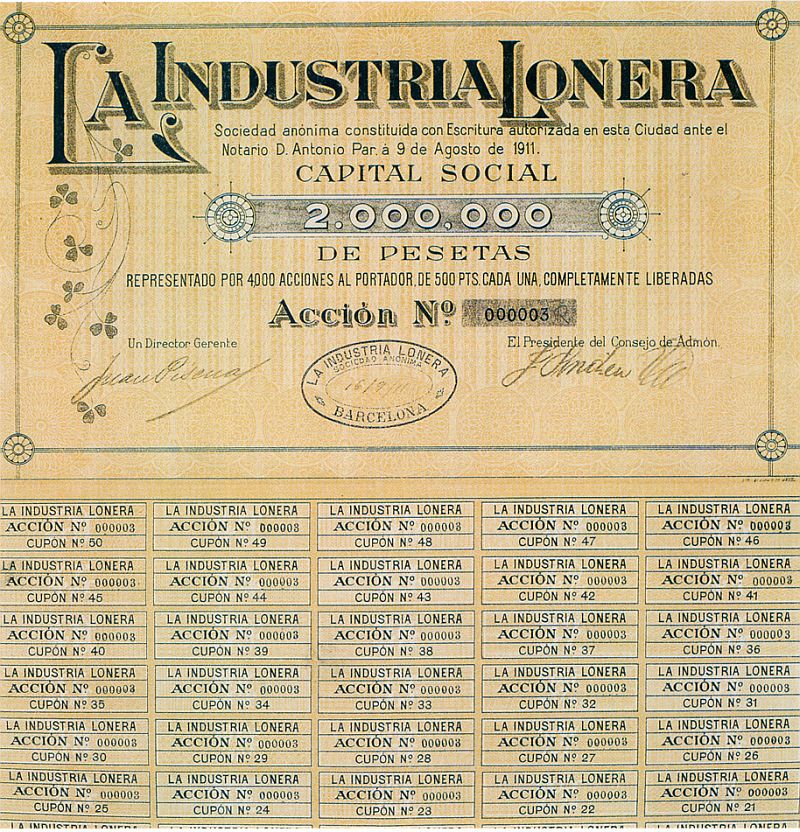 LA INDUSTRIA LONERA
Sociedad anónima constituida con Escritura autorizada en esta Ciudad ante el
Notario D. Antonio Par. á 9 de Agosto de 1911.
CAPITAL SOCIAL
2.000,000
DE PESETAS
REPRESENTADO POR 4,000 ACCIONES AL PORTADOR, DE 500 PTS. CADA UNA, COMPLETAMENTE LIBERADAS
Acción Nº 000003
Un Director Gerente El Presidente del Consejo de Admón.
LA INDUSTRIA LONERA
SOCIEDAD ANÓNIMA
BARCELONA
LA INDUSTRIA LONERA LA INDUSTRIA LONERA LA INDUSTRIA LONERA LA INDUSTRIA LONERA LA INDUSTRIA LONERA
ACCIÓN Nº 000003 ACCIÓN Nº 000003 ACCIÓN Nº 000003 ACCIÓN Nº 000003 ACCIÓN Nº 000003
CUPÓN Nº 50 CUPÓN Nº 49 CUPÓN Nº 48 CUPÓN Nº 47 CUPÓN Nº 46
LA INDUSTRIA LONERA LA INDUSTRIA LONERA LA INDUSTRIA LONERA LA INDUSTRIA LONERA LA INDUSTRIA LONERA
ACCIÓN Nº 000003 ACCIÓN Nº 000003 ACCIÓN Nº 000003 ACCIÓN Nº 000003 ACCIÓN Nº 000003
CUPÓN Nº 45 CUPÓN Nº 44 CUPÓN Nº 43 CUPÓN Nº 42 CUPÓN Nº 41
LA INDUSTRIA LONERA LA INDUSTRIA LONERA LA INDUSTRIA LONERA LA INDUSTRIA LONERA LA INDUSTRIA LONERA
ACCIÓN Nº 000003 ACCIÓN Nº 000003 ACCIÓN Nº 000003 ACCIÓN Nº 000003 ACCIÓN Nº 000003
CUPÓN Nº 40 CUPÓN Nº 39 CUPÓN Nº 38 CUPÓN Nº 37 CUPÓN Nº 36
LA INDUSTRIA LONERA LA INDUSTRIA LONERA LA INDUSTRIA LONERA LA INDUSTRIA LONERA LA INDUSTRIA LONERA
ACCIÓN Nº 000003 ACCIÓN Nº 000003 ACCIÓN Nº 000003 ACCIÓN Nº 000003 ACCIÓN Nº 000003
CUPÓN Nº 35 CUPÓN Nº 34 CUPÓN Nº 33 CUPÓN Nº 32 CUPÓN Nº 31
LA INDUSTRIA LONERA LA INDUSTRIA LONERA LA INDUSTRIA LONERA LA INDUSTRIA LONERA LA INDUSTRIA LONERA
ACCIÓN Nº 000003 ACCIÓN Nº 000003 ACCIÓN Nº 000003 ACCIÓN Nº 000003 ACCIÓN Nº 000003
CUPÓN Nº 30 CUPÓN Nº 29 CUPÓN Nº 28 CUPÓN Nº 27 CUPÓN Nº 26
LA INDUSTRIA LONERA LA INDUSTRIA LONERA LA INDUSTRIA LONERA LA INDUSTRIA LONERA LA INDUSTRIA LONERA
ACCIÓN Nº 000003 ACCIÓN Nº 000003 ACCIÓN Nº 000003 ACCIÓN Nº 000003 ACCIÓN Nº 000003
CUPÓN Nº 25 CUPÓN Nº 24 CUPÓN Nº 23 CUPÓN Nº 22 CUPÓN Nº 21